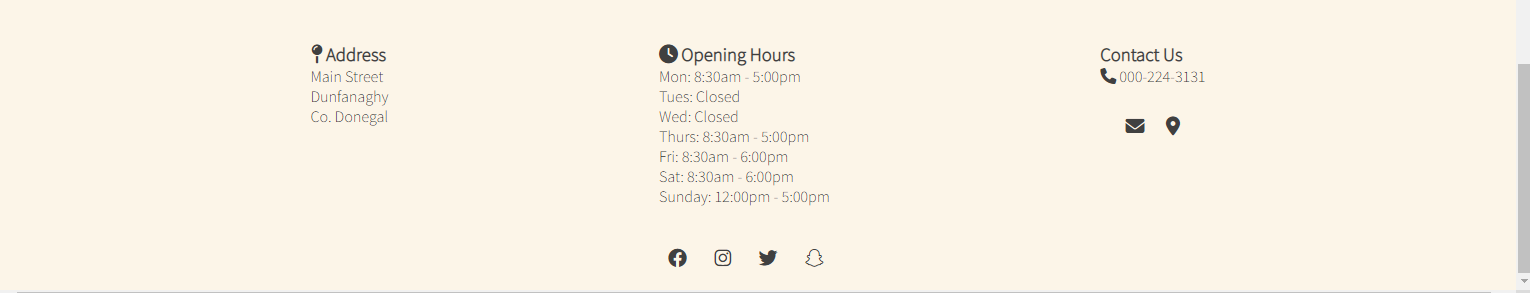 Address
Main Street
Dunfanaghy
Co. Donegal
Opening Hours
Mon: 8:30am - 5:00pm
Tues: Closed
Wed: Closed
Thurs: 8:30am - 5:00pm
Fri: 8:30am - 6:00pm
Sat: 8:30am - 6:00pm
Sunday: 12:00pm - 5:00pm
Contact Us
000-224-3131